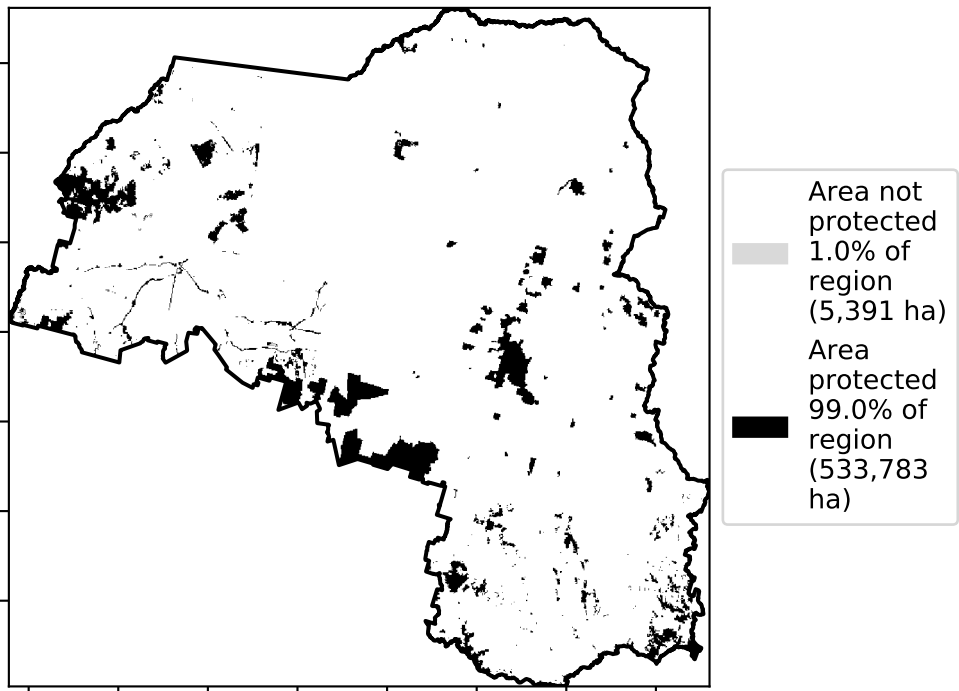 Area not
protected
1.0% of
region
(5,391 ha)
Area
protected
99.0% of
region
(533,783
ha)